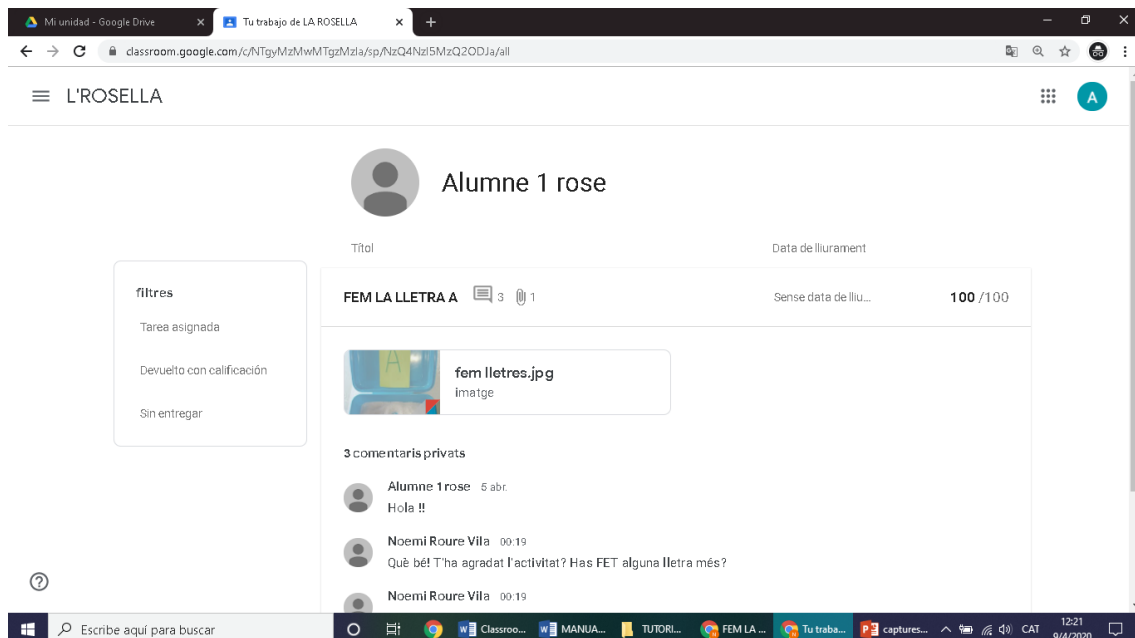 Mi unidad - Google Drive
Tu trabajo de LA ROSELLA
classroom.google.com/c/NTgyMzMwMTgzMzIa/sp/NzQ4NzI5MzQ2ODJa/all
L'ROSELLA
A
Alumne 1 rose
Títol
Data de lliurament
filtres
Tarea asignada
Devuelto con calificación
Sin entregar
FEM LA LLETRA A 3 1
Sense data de lliu...
100 /100
A
fem lletres.jpg
imatge
3 comentaris privats
Alumne 1 rose 5 abr.
Hola !!
Noemi Roure Vila 00:19
Què bé! T'ha agradat l'activitat? Has FET alguna lletra més?
Noemi Roure Vila 00:19
Escribe aquí para buscar
Classroo...
MANUA...
TUTORI...
FEM LA ...
Tu traba...
captures...
CAT
12:21
9/4/2020